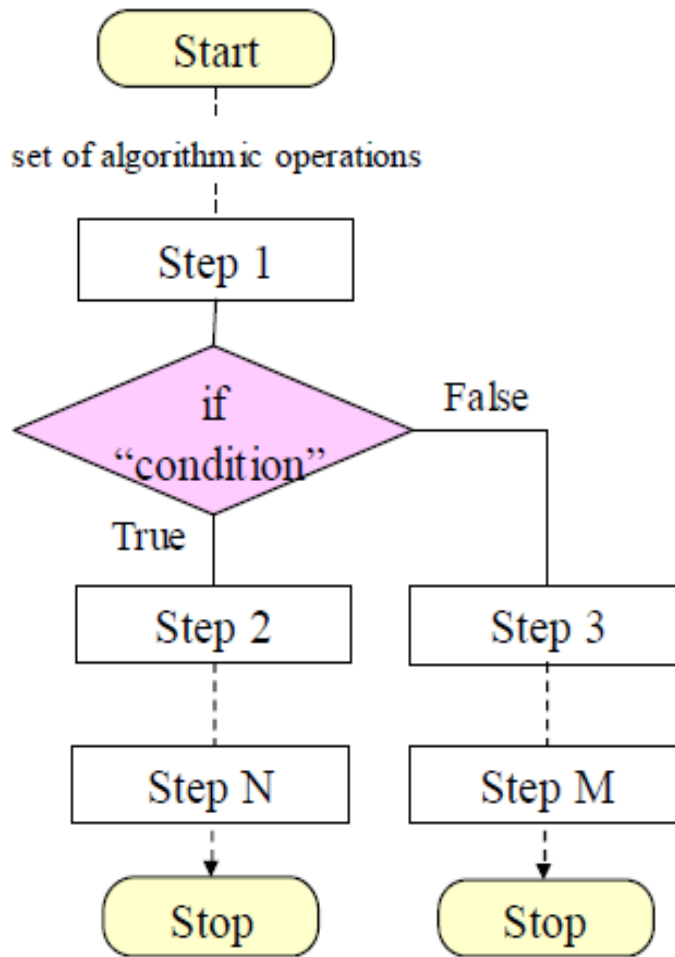 Start
set of algorithmic operations
Step 1
if
“condition”
False
True
Step 2
Step 3
Step N
Step M
Stop
Stop